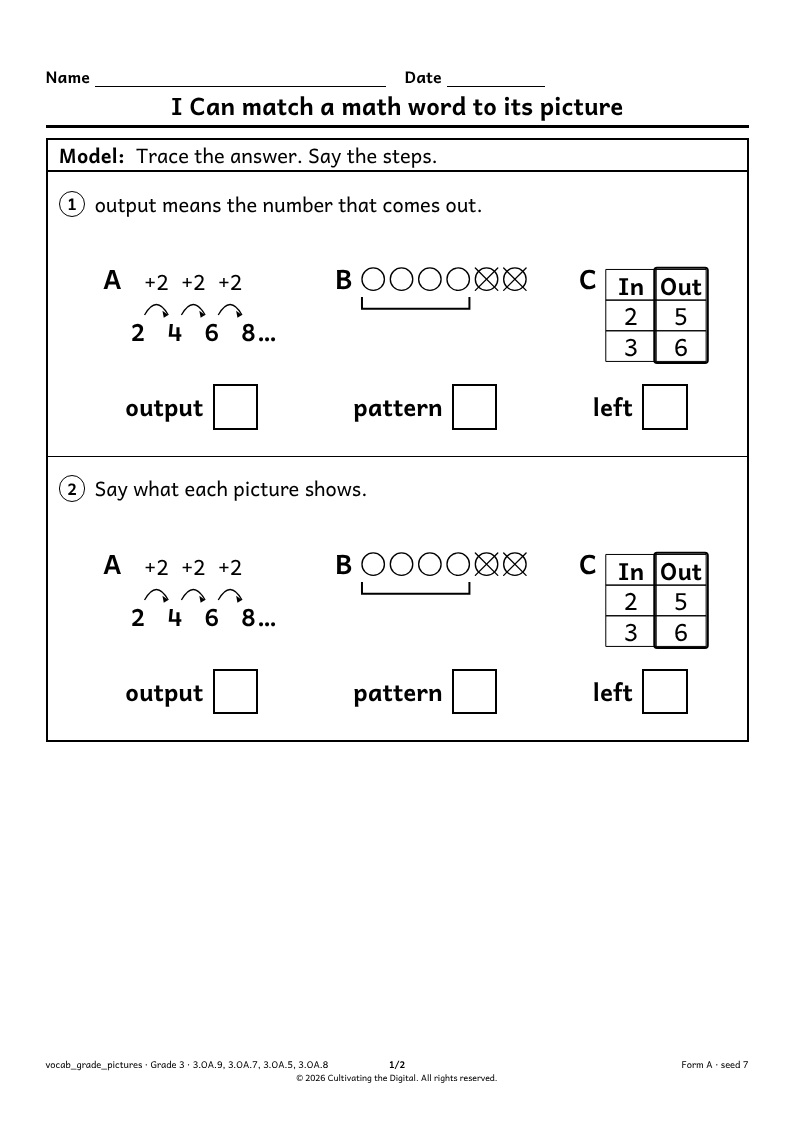 Name Date
I Can match a math word to its picture
Model: Trace the answer. Say the steps.
1 output means the number that comes out.
A +2 +2 +2
2 4 6 8...
B
C In Out
2 5
3 6
output pattern left
2 Say what each picture shows.
A +2 +2 +2
2 4 6 8...
B
C In Out
2 5
3 6
output pattern left
vocab_grade_pictures · Grade 3 · 3.OA.9, 3.OA.7, 3.OA.5, 3.OA.8 1/2 Form A · seed 7
© 2026 Cultivating the Digital. All rights reserved.